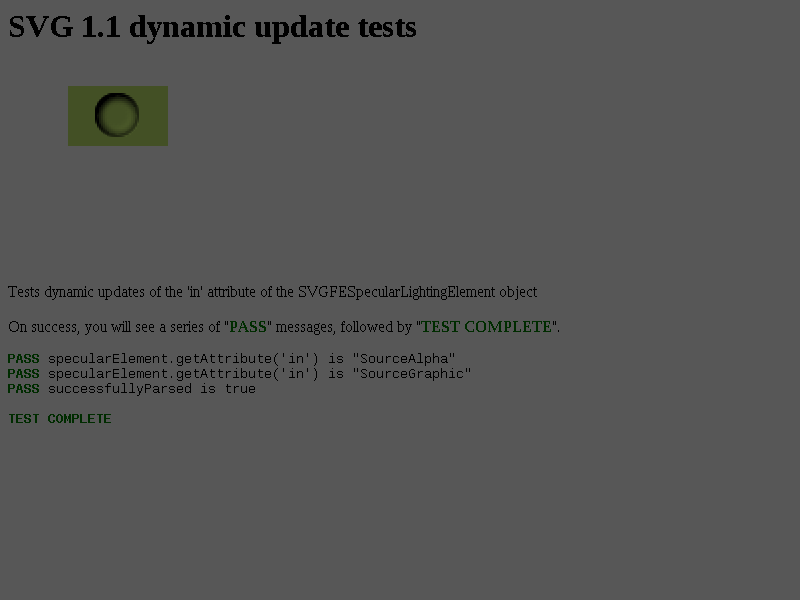 SVG 1.1 dynamic update tests
Tests dynamic updates of the 'in' attribute of the SVGFESpecularLightingElement object
On success, you will see a series of "PASS" messages, followed by "TEST COMPLETE".
PASS specularElement.getAttribute('in') is "SourceAlpha"
PASS specularElement.getAttribute('in') is "SourceGraphic"
PASS successfullyParsed is true
TEST COMPLETE